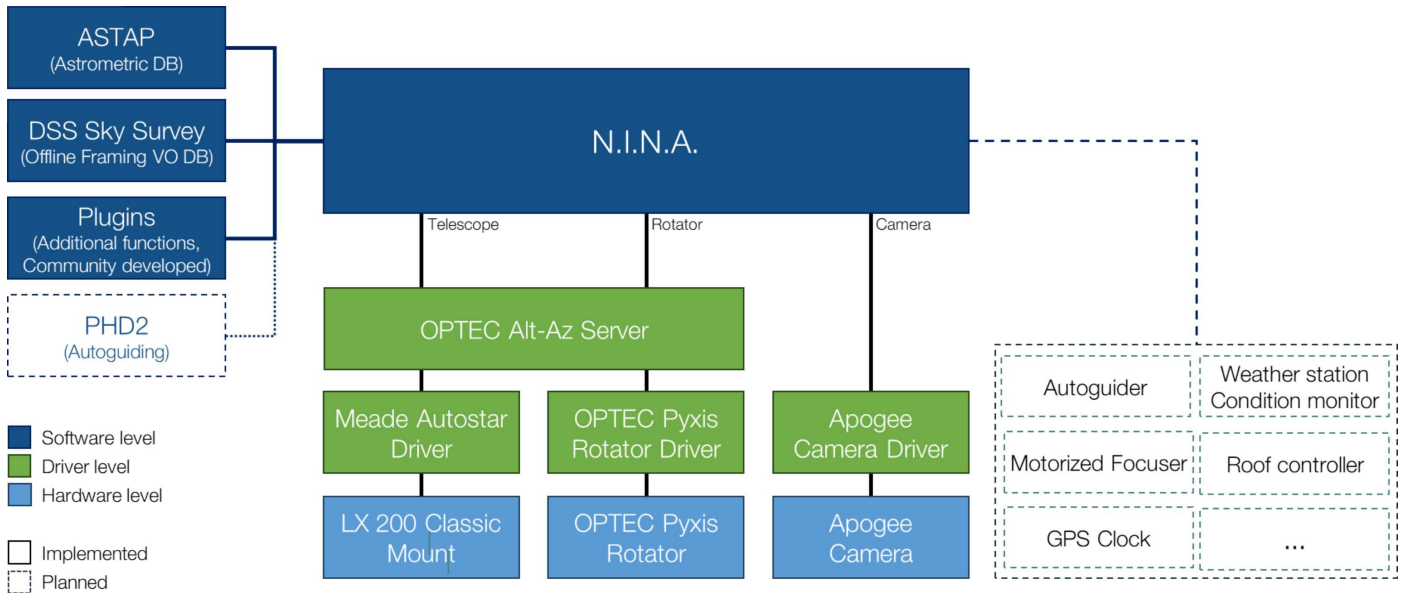 ASTAP
(Astrometric DB)
DSS Sky Survey
(Offline Framing VO DB)
Plugins
(Additional functions,
Community developed)
PHD2
(Autoguiding)
N.I.N.A.
Telescope
Rotator
Camera
OPTEC Alt-Az Server
Meade Autostar
Driver
OPTEC Pyxis
Rotator Driver
Apogee
Camera Driver
LX 200 Classic
Mount
OPTEC Pyxis
Rotator
Apogee
Camera
Autoguider
Weather station
Condition monitor
Motorized Focuser
Roof controller
GPS Clock
...
Software level
Driver level
Hardware level
Implemented
Planned